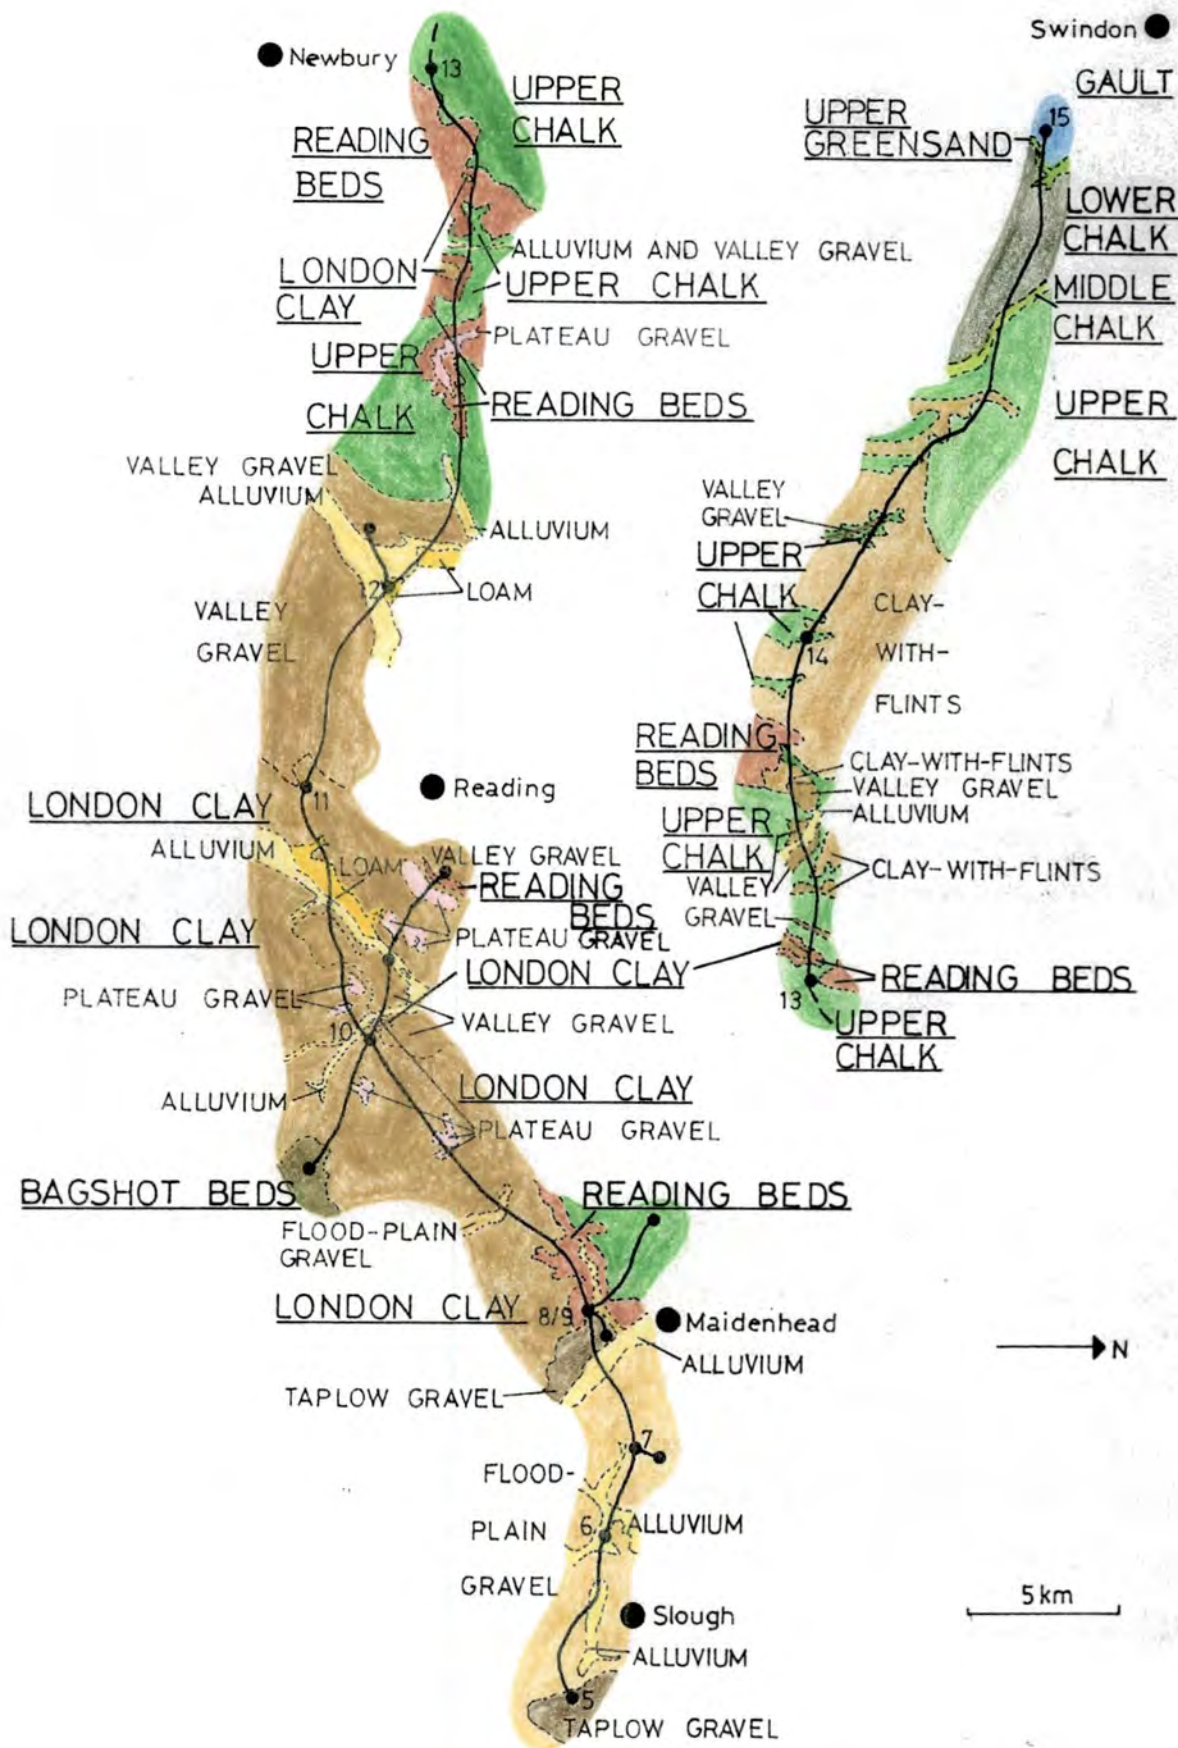 Newbury
13
UPPER
CHALK
READING
BEDS
ALLUVIUM AND VALLEY GRAVEL
LONDON
CLAY
UPPER CHALK
PLATEAU GRAVEL
UPPER
CHALK
READING BEDS
VALLEY GRAVEL
ALLUVIUM
ALLUVIUM
12
LOAM
VALLEY
GRAVEL
Reading
11
LONDON CLAY
ALLUVIUM
LOAM
VALLEY GRAVEL
READING
BEDS
LONDON CLAY
PLATEAU GRAVEL
LONDON CLAY
PLATEAU GRAVEL
VALLEY GRAVEL
10
LONDON CLAY
ALLUVIUM
PLATEAU GRAVEL
BAGSHOT BEDS
READING BEDS
FLOOD-PLAIN
GRAVEL
LONDON CLAY
8/9
Maidenhead
ALLUVIUM
TAPLOW GRAVEL
7
FLOOD-
PLAIN
GRAVEL
6
ALLUVIUM
Slough
ALLUVIUM
5
TAPLOW GRAVEL
Swindon
GAULT
UPPER
GREENSAND
15
LOWER
CHALK
MIDDLE
CHALK
UPPER
CHALK
VALLEY
GRAVEL
UPPER
CHALK
14
CLAY-
WITH-
FLINTS
READING
BEDS
CLAY-WITH-FLINTS
VALLEY GRAVEL
ALLUVIUM
UPPER
CHALK
CLAY-WITH-FLINTS
VALLEY
GRAVEL
READING BEDS
13
UPPER
CHALK
N
5 km